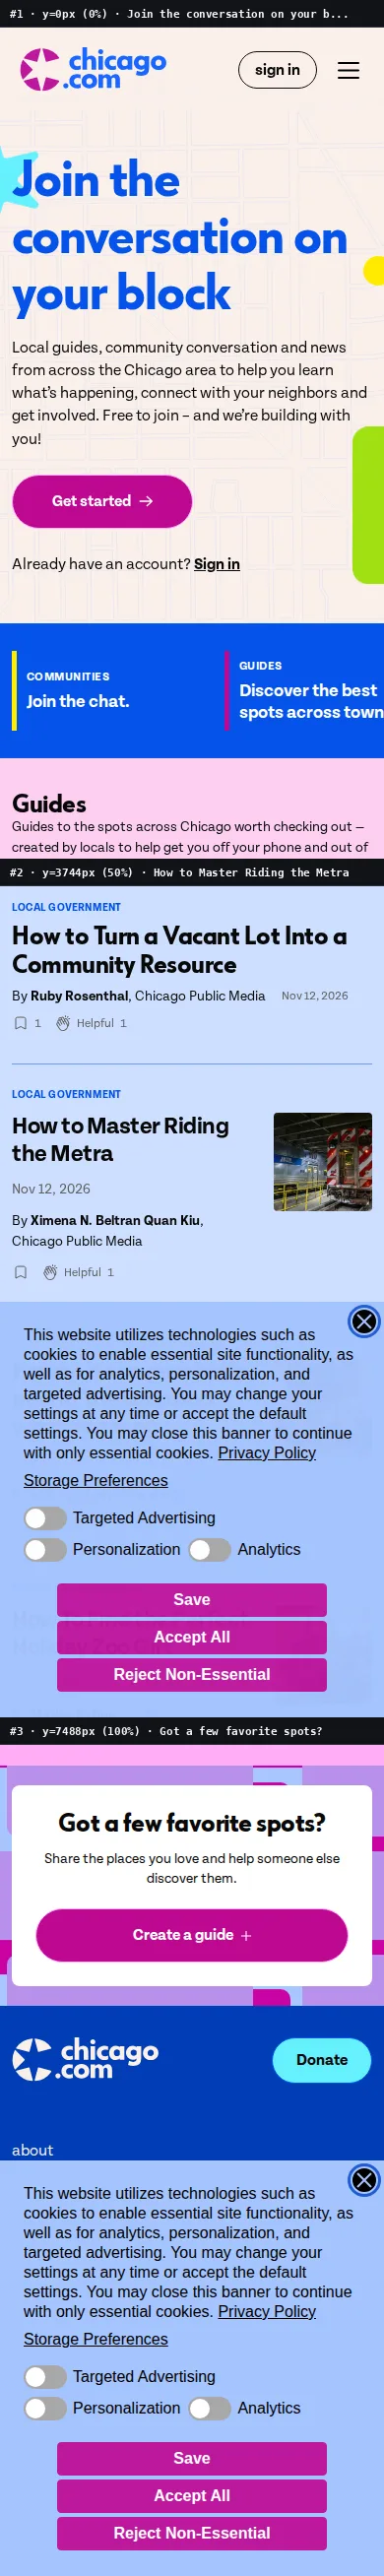 #1 · y=0px (0%) · Join the conversation on your b...
chicago
.com
sign in
Join the
conversation on
your block
Local guides, community conversation and news
from across the Chicago area to help you learn
what's happening, connect with your neighbors and
get involved. Free to join – and we're building with
you!
Get started →
Already have an account? Sign in
COMMUNITIES
Join the chat.
GUIDES
Discover the best
spots across town
Guides
Guides to the spots across Chicago worth checking out —
created by locals to help get you off your phone and out of
#2 · y=3744px (50%) · How to Master Riding the Metra
LOCAL GOVERNMENT
How to Turn a Vacant Lot Into a
Community Resource
By Ruby Rosenthal, Chicago Public Media Nov 12, 2026
1 Helpful 1
LOCAL GOVERNMENT
How to Master Riding
the Metra
Nov 12, 2026
By Ximena N. Beltran Quan Kiu,
Chicago Public Media
Helpful 1
This website utilizes technologies such as
cookies to enable essential site functionality, as
well as for analytics, personalization, and
targeted advertising. You may change your
settings at any time or accept the default
settings. You may close this banner to continue
with only essential cookies. Privacy Policy
Storage Preferences
Targeted Advertising
Personalization Analytics
Save
Accept All
Reject Non-Essential
#3 · y=7488px (100%) · Got a few favorite spots?
Got a few favorite spots?
Share the places you love and help someone else
discover them.
Create a guide +
chicago
.com
Donate
about
This website utilizes technologies such as
cookies to enable essential site functionality, as
well as for analytics, personalization, and
targeted advertising. You may change your
settings at any time or accept the default
settings. You may close this banner to continue
with only essential cookies. Privacy Policy
Storage Preferences
Targeted Advertising
Personalization Analytics
Save
Accept All
Reject Non-Essential